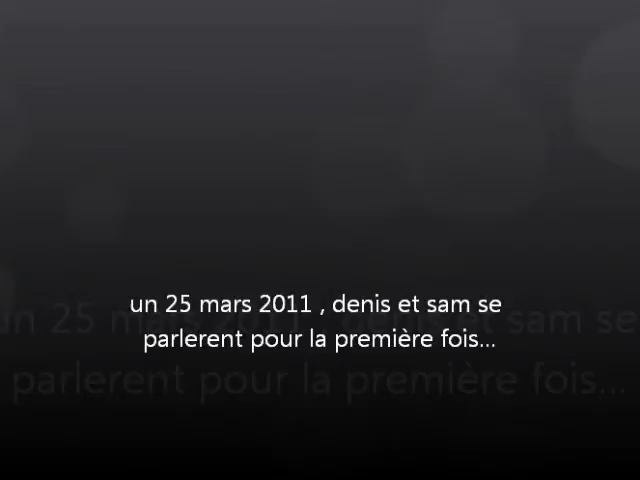 un 25 mars 2011 , denis et sam se
parlerent pour la première fois...